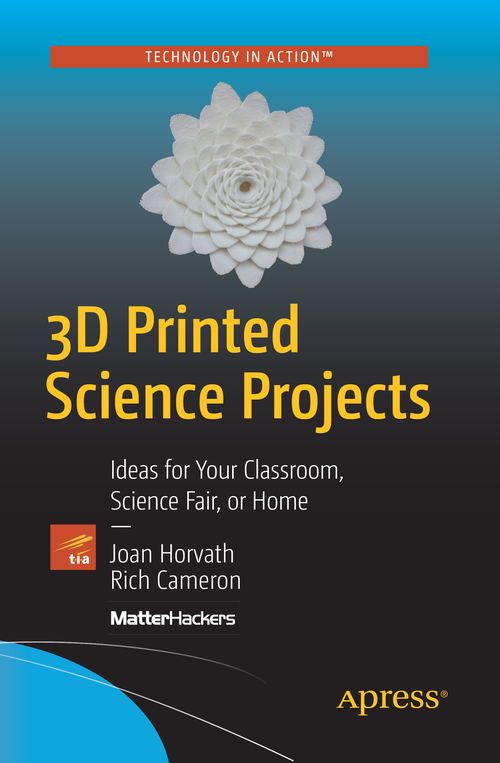 TECHNOLOGY IN ACTION™
3D Printed
Science Projects
Ideas for Your Classroom,
Science Fair, or Home
tia
Joan Horvath
Rich Cameron
MatterHackers
Apress®